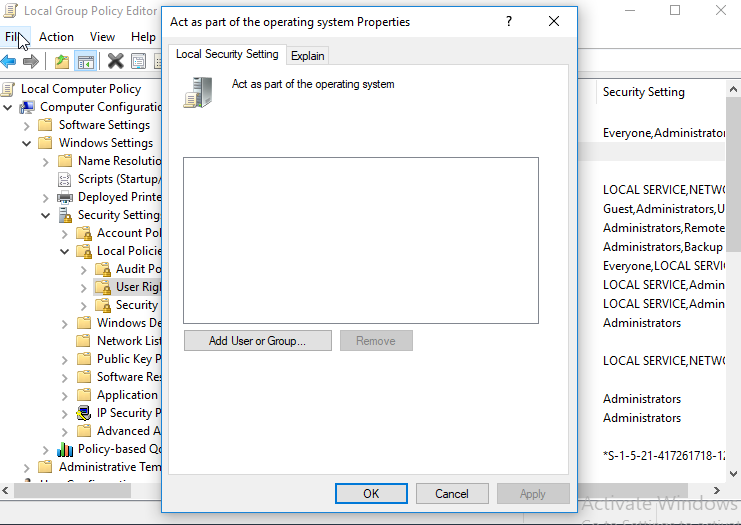 Local Group Policy Editor
File Action View Help
Local Computer Policy
Computer Configuratio
Software Settings
Windows Settings
Name Resolutio
Scripts (Startup/
Deployed Printe
Security Setting
Account Pol
Local Policie
Audit Po
User Rig
Security
Windows De
Network List
Public Key P
Software Res
Application
IP Security P
Advanced A
Policy-based Qo
Administrative Tem
Act as part of the operating system Properties
?
Local Security Setting Explain
Act as part of the operating system
Add User or Group... Remove
OK Cancel Apply
Security Setting
Everyone,Administrator
LOCAL SERVICE,NETW
Guest,Administrators,U
Administrators,Remote
Administrators,Backup
Everyone,LOCAL SERVI
LOCAL SERVICE,Admin
LOCAL SERVICE,Admin
Administrators
LOCAL SERVICE,NETW
Administrators
Administrators
*S-1-5-21-417261718-12
Activate Windows